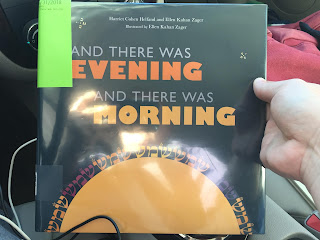 Harriet Cohen Helfand and Ellen Kahan Zager
Illustrated by Ellen Kahan Zager
AND THERE WAS
EVENING
AND THERE WAS
MORNING